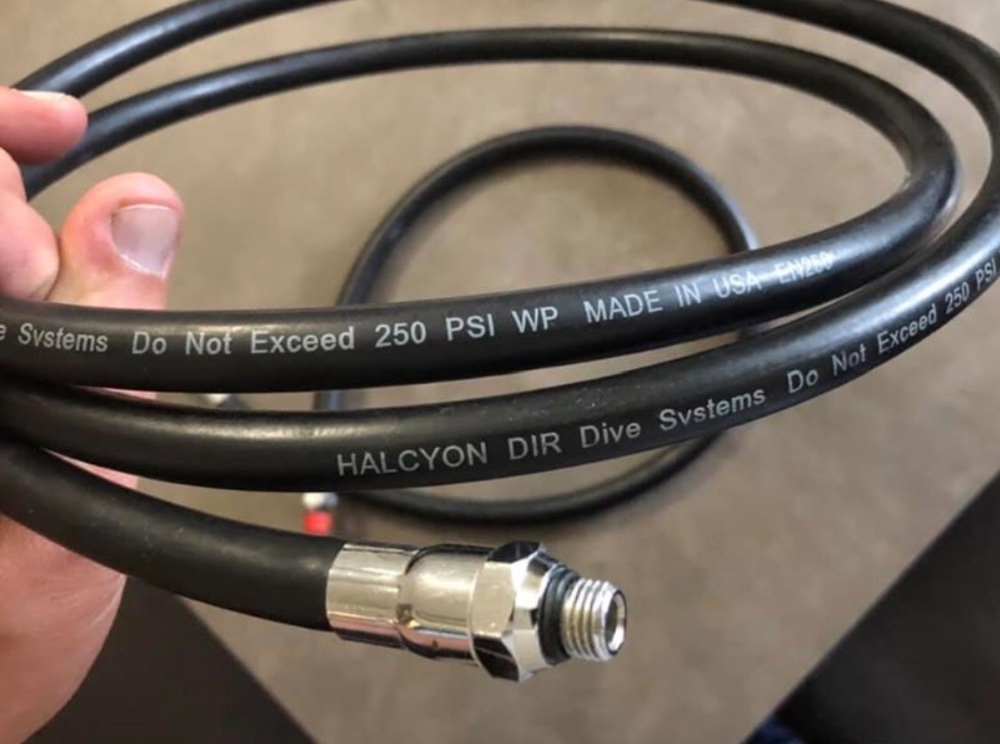 e Systems Do Not Exceed 250 PSI WP MADE IN USA EN250
HALCYON DIR Dive Systems Do Not Exceed 250 PSI